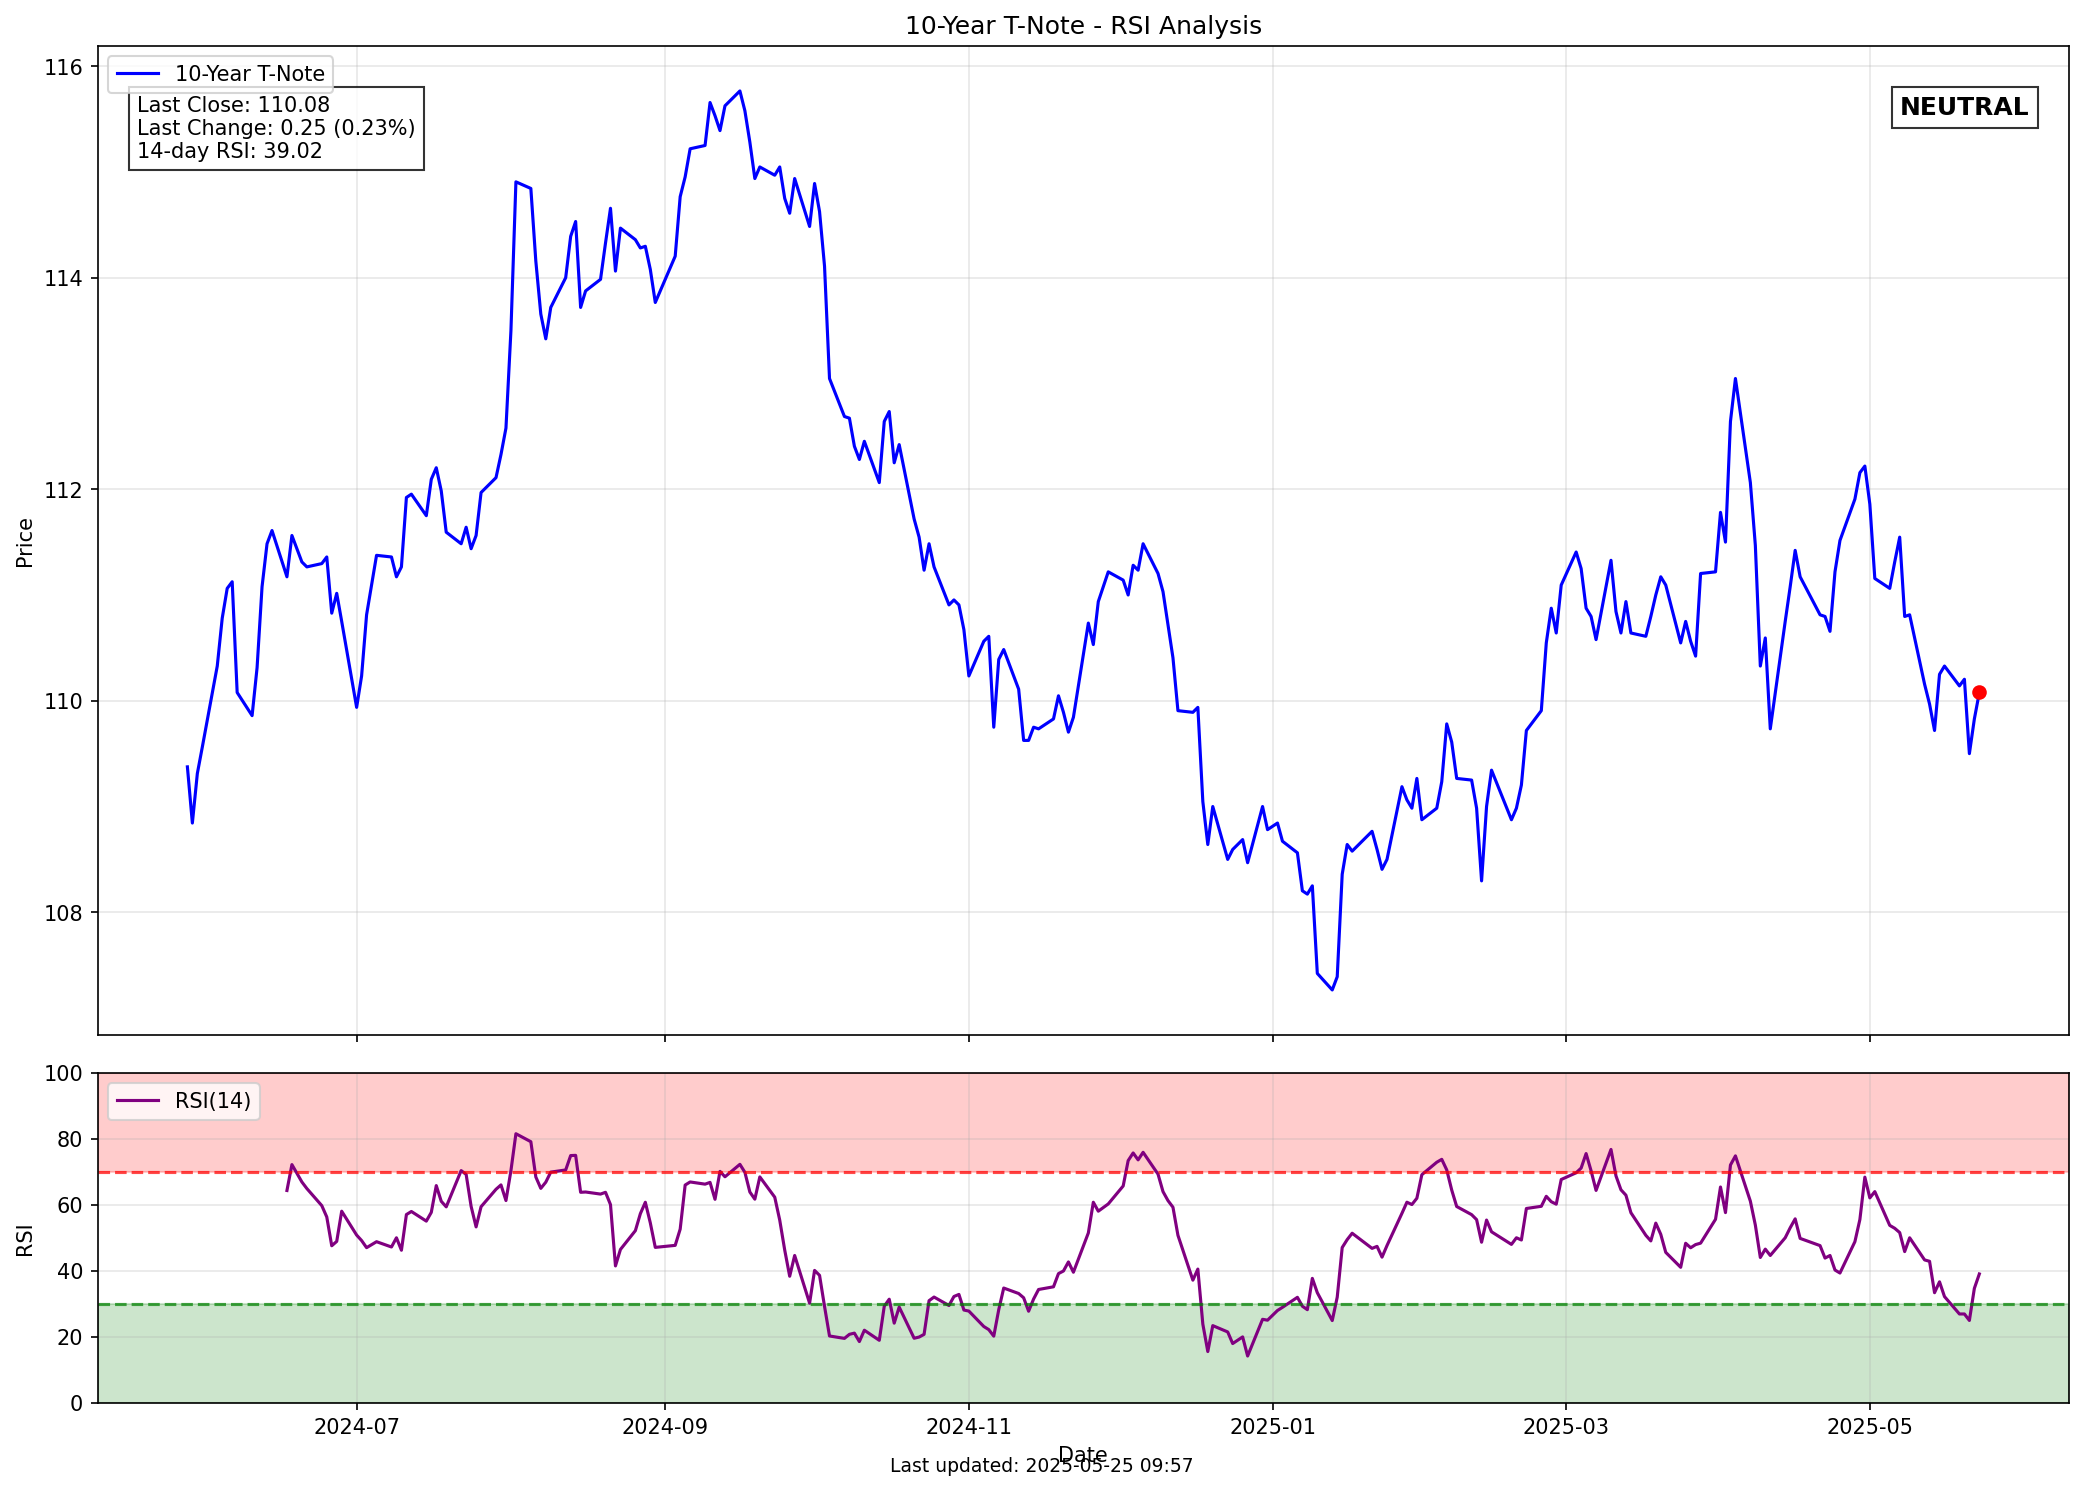 10-Year T-Note - RSI Analysis
10-Year T-Note
Last Close: 110.08
Last Change: 0.25 (0.23%)
14-day RSI: 39.02
NEUTRAL
116
114
112
110
108
Price
RSI(14)
100
80
60
40
20
0
RSI
2024-07
2024-09
2024-11
2025-01
2025-03
2025-05
Date
Last updated: 2025-05-25 09:57